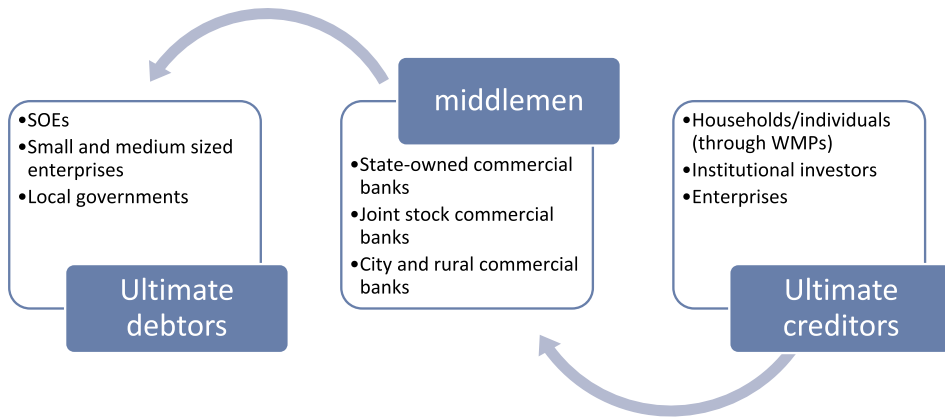 •SOEs
•Small and medium sized
enterprises
•Local governments
Ultimate
debtors
middlemen
•State-owned commercial
banks
•Joint stock commercial
banks
•City and rural commercial
banks
•Households/individuals
(through WMPs)
•Institutional investors
•Enterprises
Ultimate
creditors